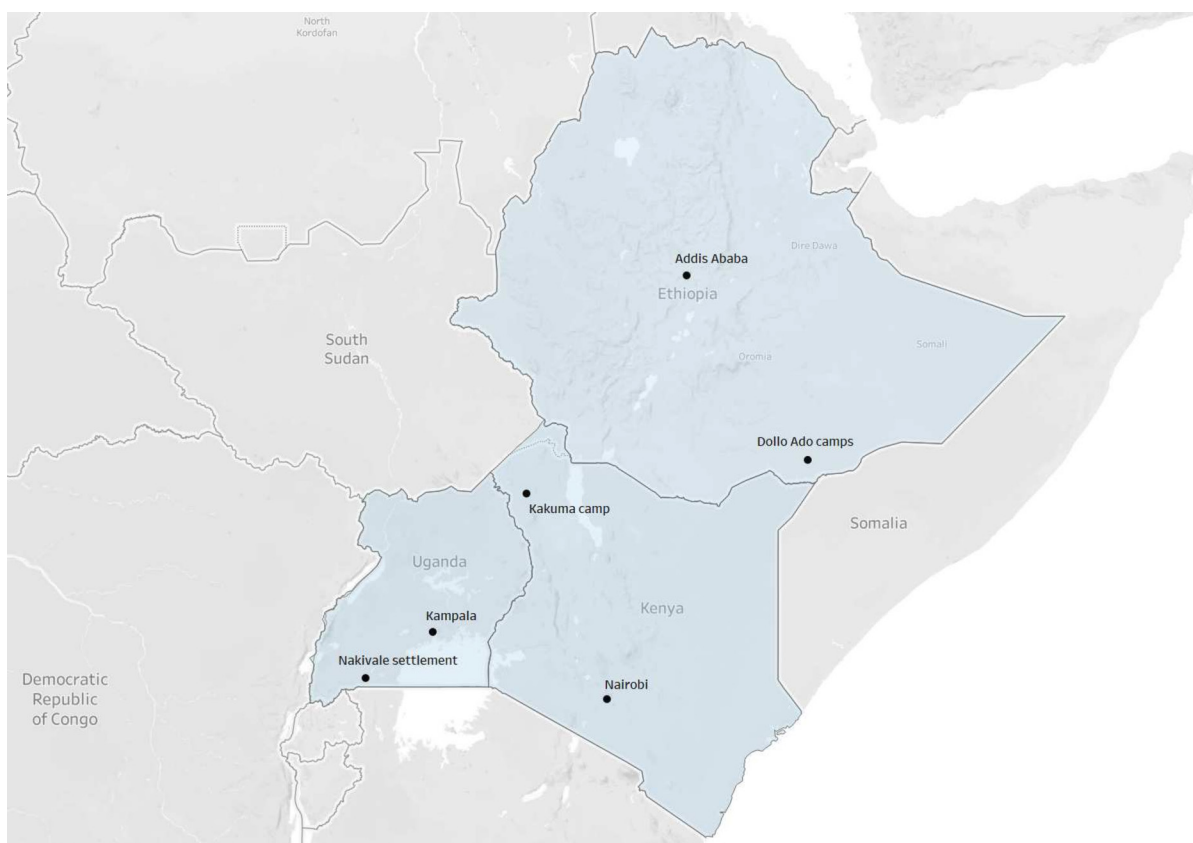 North
Kordofan
Addis Ababa
Dire Dawa
Ethiopia
South
Sudan
Oromia
Somali
Dollo Ado camps
Kakuma camp
Somalia
Uganda
Kenya
Kampala
Nakivale settlement
Nairobi
Democratic
Republic
of Congo